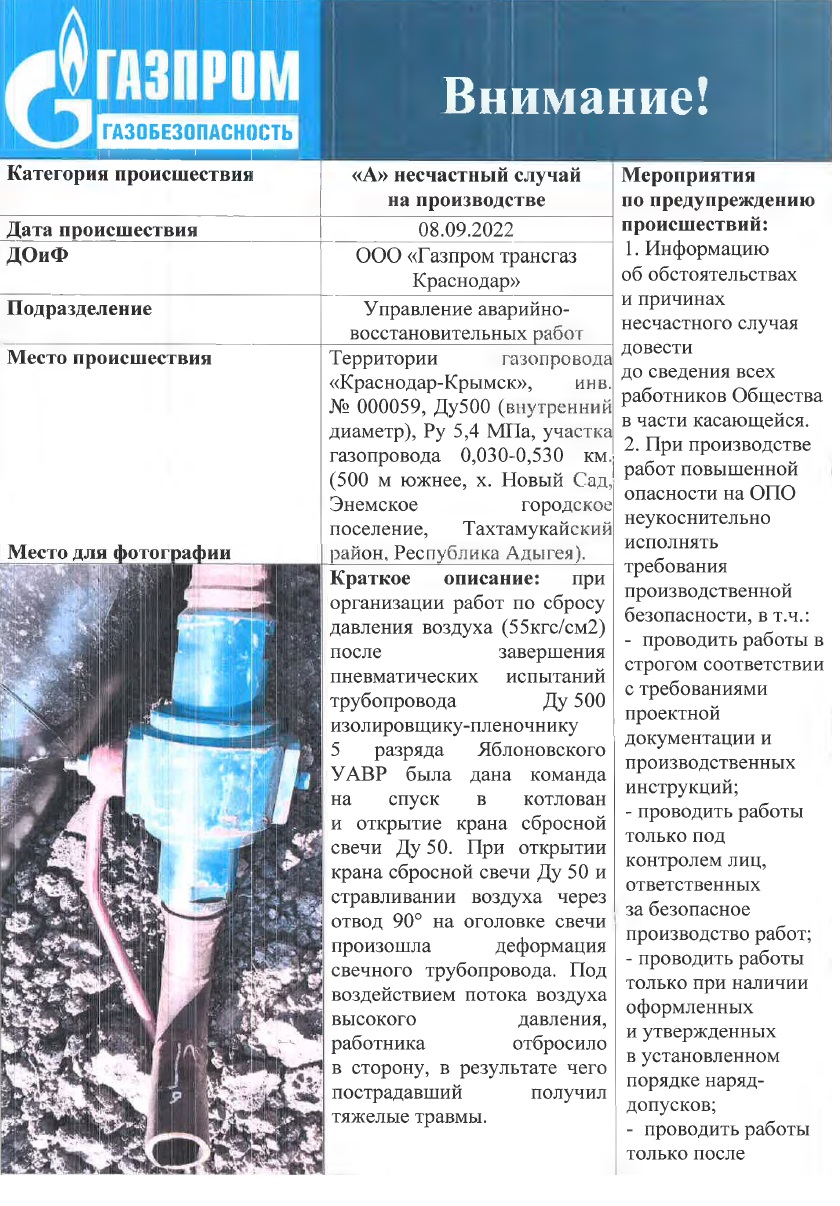 ГАЗПРОМ
ГАЗОБЕЗОПАСНОСТЬ
Внимание!
Категория происшествия
«А» несчастный случай
на производстве
Дата происшествия
08.09.2022
ДОиФ
ООО «Газпром трансгаз
Краснодар»
Подразделение
Управление аварийно-
восстановительных работ
Место происшествия
Территории газопровода
«Краснодар-Крымск», инв.
№ 000059, Ду500 (внутренний
диаметр), Ру 5,4 МПа, участка
газопровода 0,030-0,530 км.
(500 м южнее, х. Новый Сад,
Энемское городское
поселение, Тахтамукайский
район, Республика Адыгея).
Место для фотографии
Краткое описание: при
организации работ по сбросу
давления воздуха (55кгс/см2)
после завершения
пневматических испытаний
трубопровода Ду 500
изолировщику-пленочнику
5 разряда Яблоновского
УАВР была дана команда
на спуск в котлован
и открытие крана сбросной
свечи Ду 50. При открытии
крана сбросной свечи Ду 50 и
стравливании воздуха через
отвод 90° на оголовке свечи
произошла деформация
свечного трубопровода. Под
воздействием потока воздуха
высокого давления,
работника отбросило
в сторону, в результате чего
пострадавший получил
тяжелые травмы.
Мероприятия
по предупреждению
происшествий:
1. Информацию
об обстоятельствах
и причинах
несчастного случая
довести
до сведения всех
работников Общества
в части касающейся.
2. При производстве
работ повышенной
опасности на ОПО
неукоснительно
исполнять
требования
производственной
безопасности, в т.ч.:
- проводить работы в
строгом соответствии
с требованиями
проектной
документации и
производственных
инструкций;
- проводить работы
только под
контролем лиц,
ответственных
за безопасное
производство работ;
- проводить работы
только при наличии
оформленных
и утвержденных
в установленном
порядке наряд-
допусков;
- проводить работы
только после